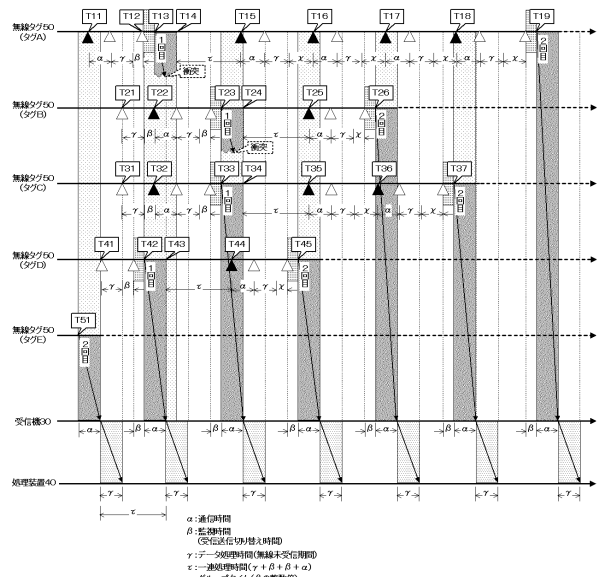 T11
T12
T13
T14
T15
T16
T17
T18
T19
無線タグ50
(タグA)
1回目
2回目
衝突
α
γ
β
τ
α
γ
χ
α
γ
χ
α
γ
χ
α
γ
χ
T21
T22
T23
T24
T25
T26
無線タグ50
(タグB)
1回目
2回目
衝突
γ
β
α
γ
β
τ
α
γ
χ
T31
T32
T33
T34
T35
T36
T37
無線タグ50
(タグC)
1回目
2回目
γ
β
α
γ
β
τ
α
γ
χ
α
γ
χ
T41
T42
T43
T44
T45
無線タグ50
(タグD)
1回目
2回目
γ
β
τ
α
γ
χ
T51
無線タグ50
(タグE)
2回目
受信機30
α
β
α
β
α
β
α
β
α
β
α
β
α
処理装置40
γ
γ
γ
γ
γ
γ
γ
τ
α:通信時間
β:監視時間
(受信送信切り替え時間)
γ:データ処理時間(無線未受信期間)
τ:一連処理時間(γ+β+β+α)